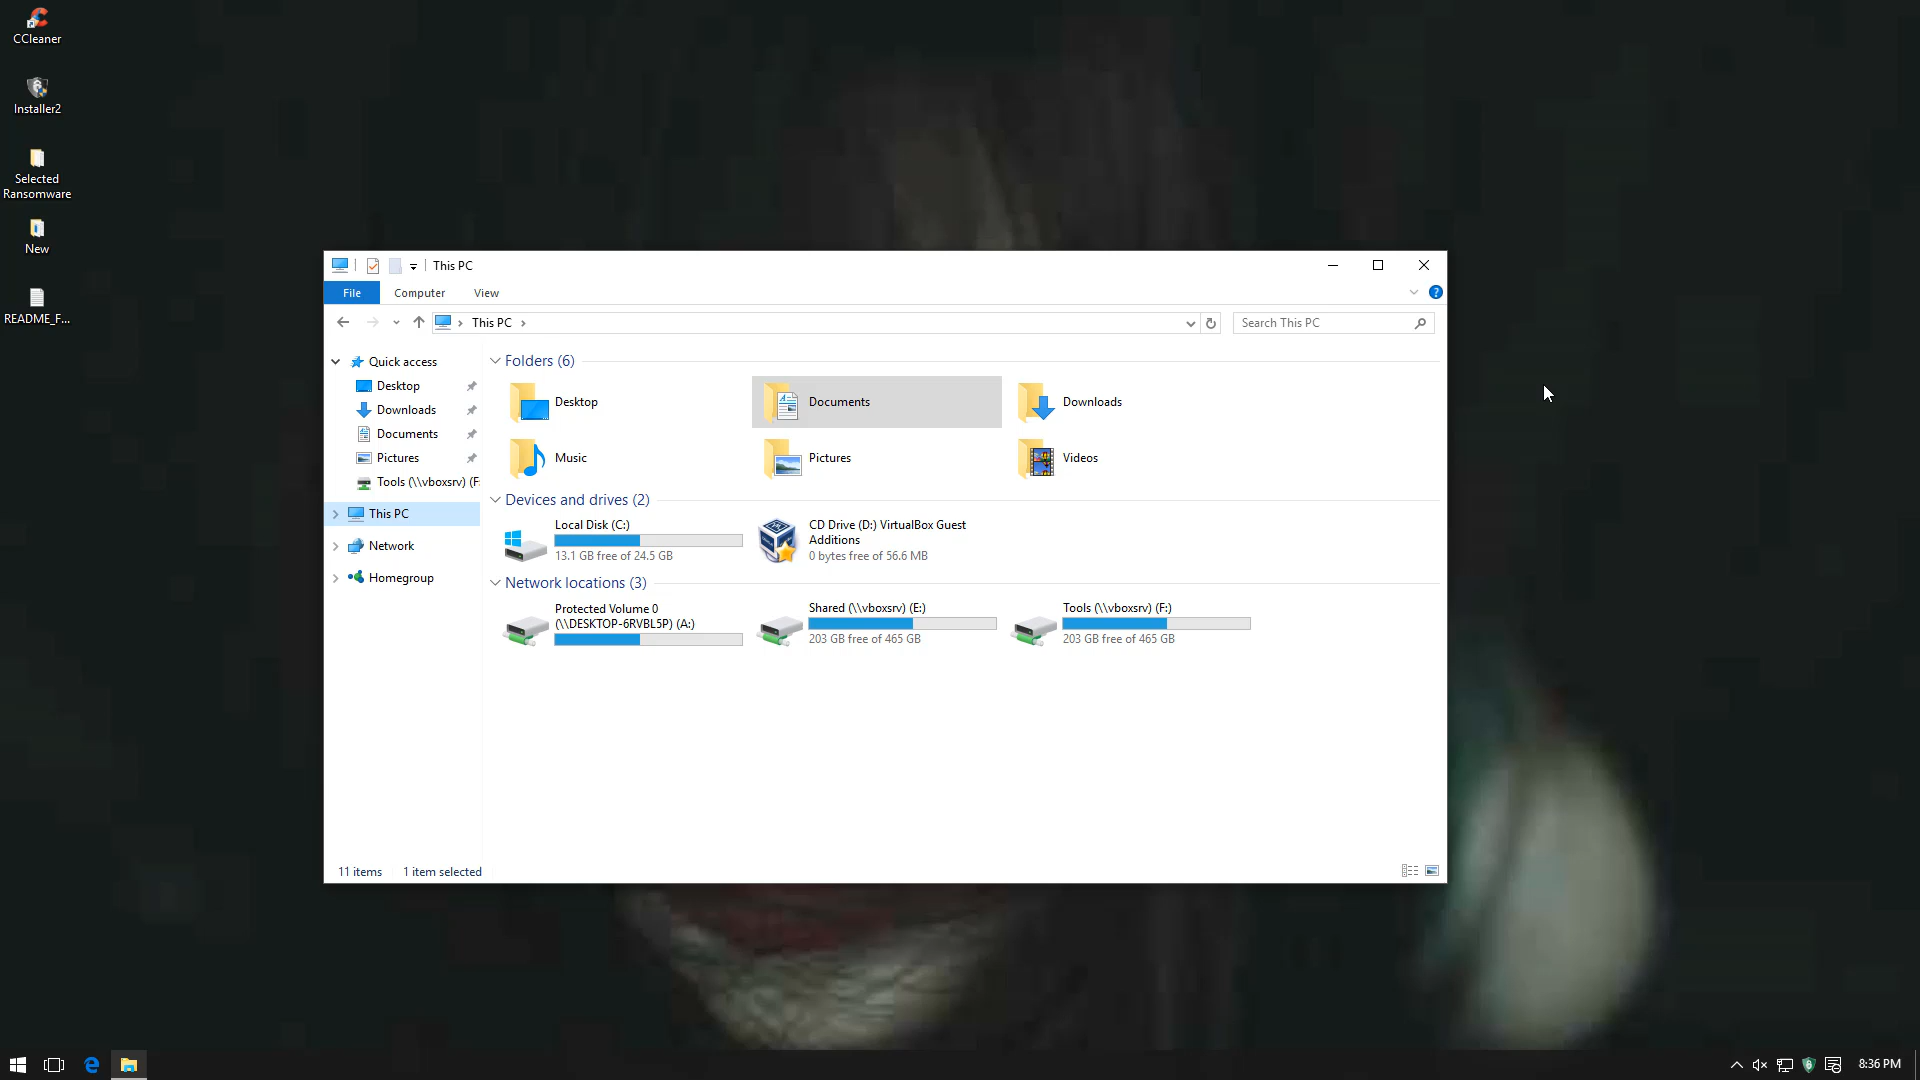 CCleaner
Installer2
Selected
Ransomware
New
README_F...
This PC
File
Computer
View
This PC
Search This PC
Quick access
Desktop
Downloads
Documents
Pictures
Tools (\\vboxsrv) (F:
This PC
Network
Homegroup
Folders (6)
Desktop
Documents
Downloads
Music
Pictures
Videos
Devices and drives (2)
Local Disk (C:)
13.1 GB free of 24.5 GB
CD Drive (D:) VirtualBox Guest
Additions
0 bytes free of 56.6 MB
Network locations (3)
Protected Volume 0
(\\DESKTOP-6RVBL5P) (A:)
Shared (\\vboxsrv) (E:)
203 GB free of 465 GB
Tools (\\vboxsrv) (F:)
203 GB free of 465 GB
11 items
1 item selected
8:36 PM